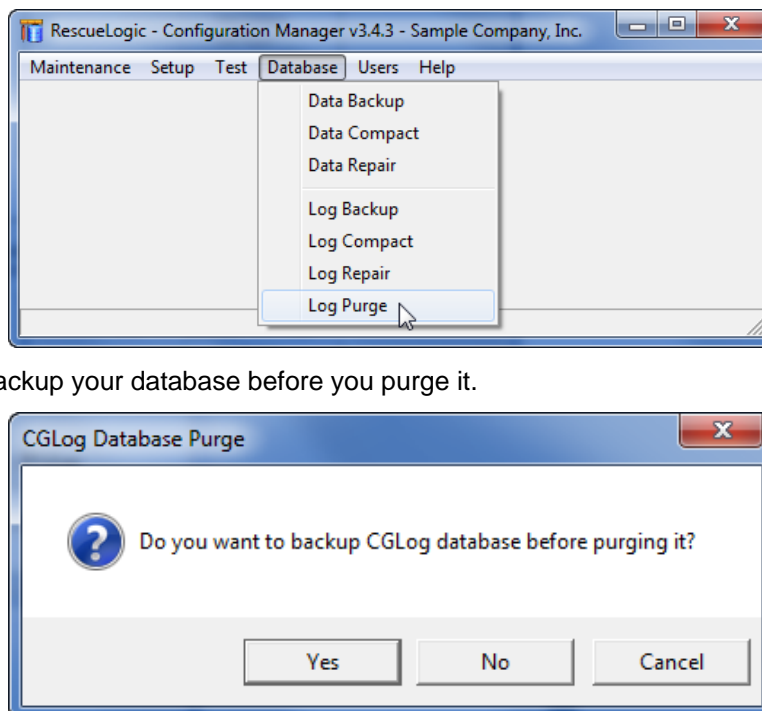 RescueLogic - Configuration Manager v3.4.3 - Sample Company, Inc.
Maintenance Setup Test Database Users Help
Data Backup
Data Compact
Data Repair
Log Backup
Log Compact
Log Repair
Log Purge
ackup your database before you purge it.
CGLog Database Purge
Do you want to backup CGLog database before purging it?
Yes No Cancel